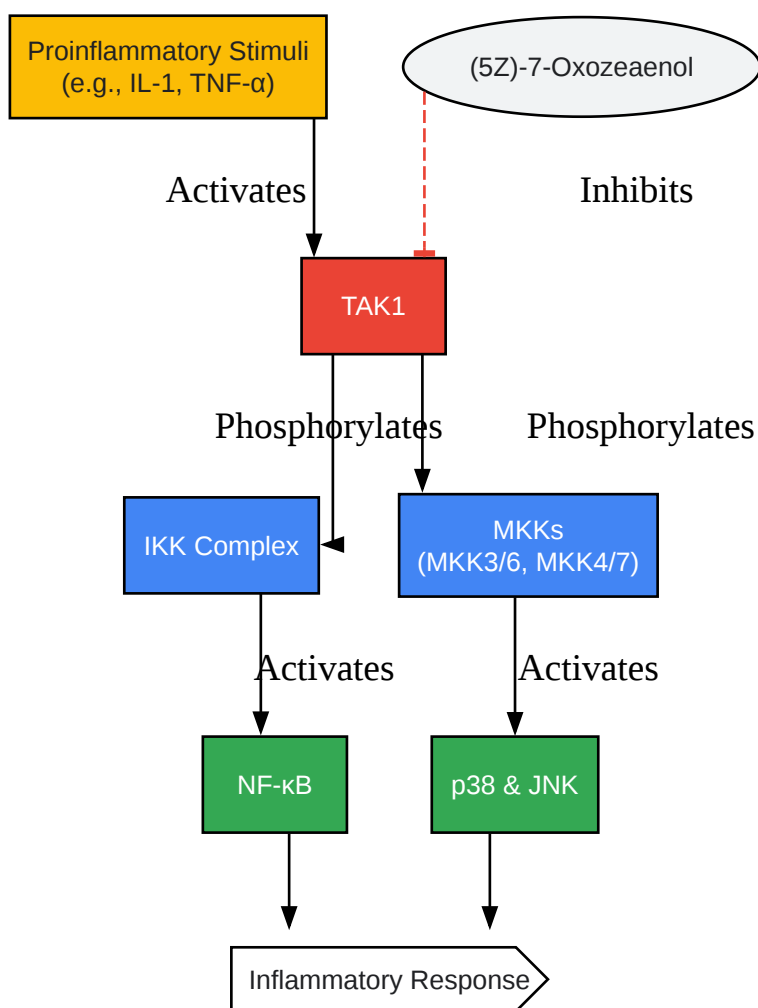 Proinflammatory Stimuli
(e.g., IL-1, TNF-α)
(5Z)-7-Oxozeaenol
Activates
Inhibits
TAK1
Phosphorylates
Phosphorylates
IKK Complex
MKKs
(MKK3/6, MKK4/7)
Activates
Activates
NF-κB
p38 & JNK
Inflammatory Response